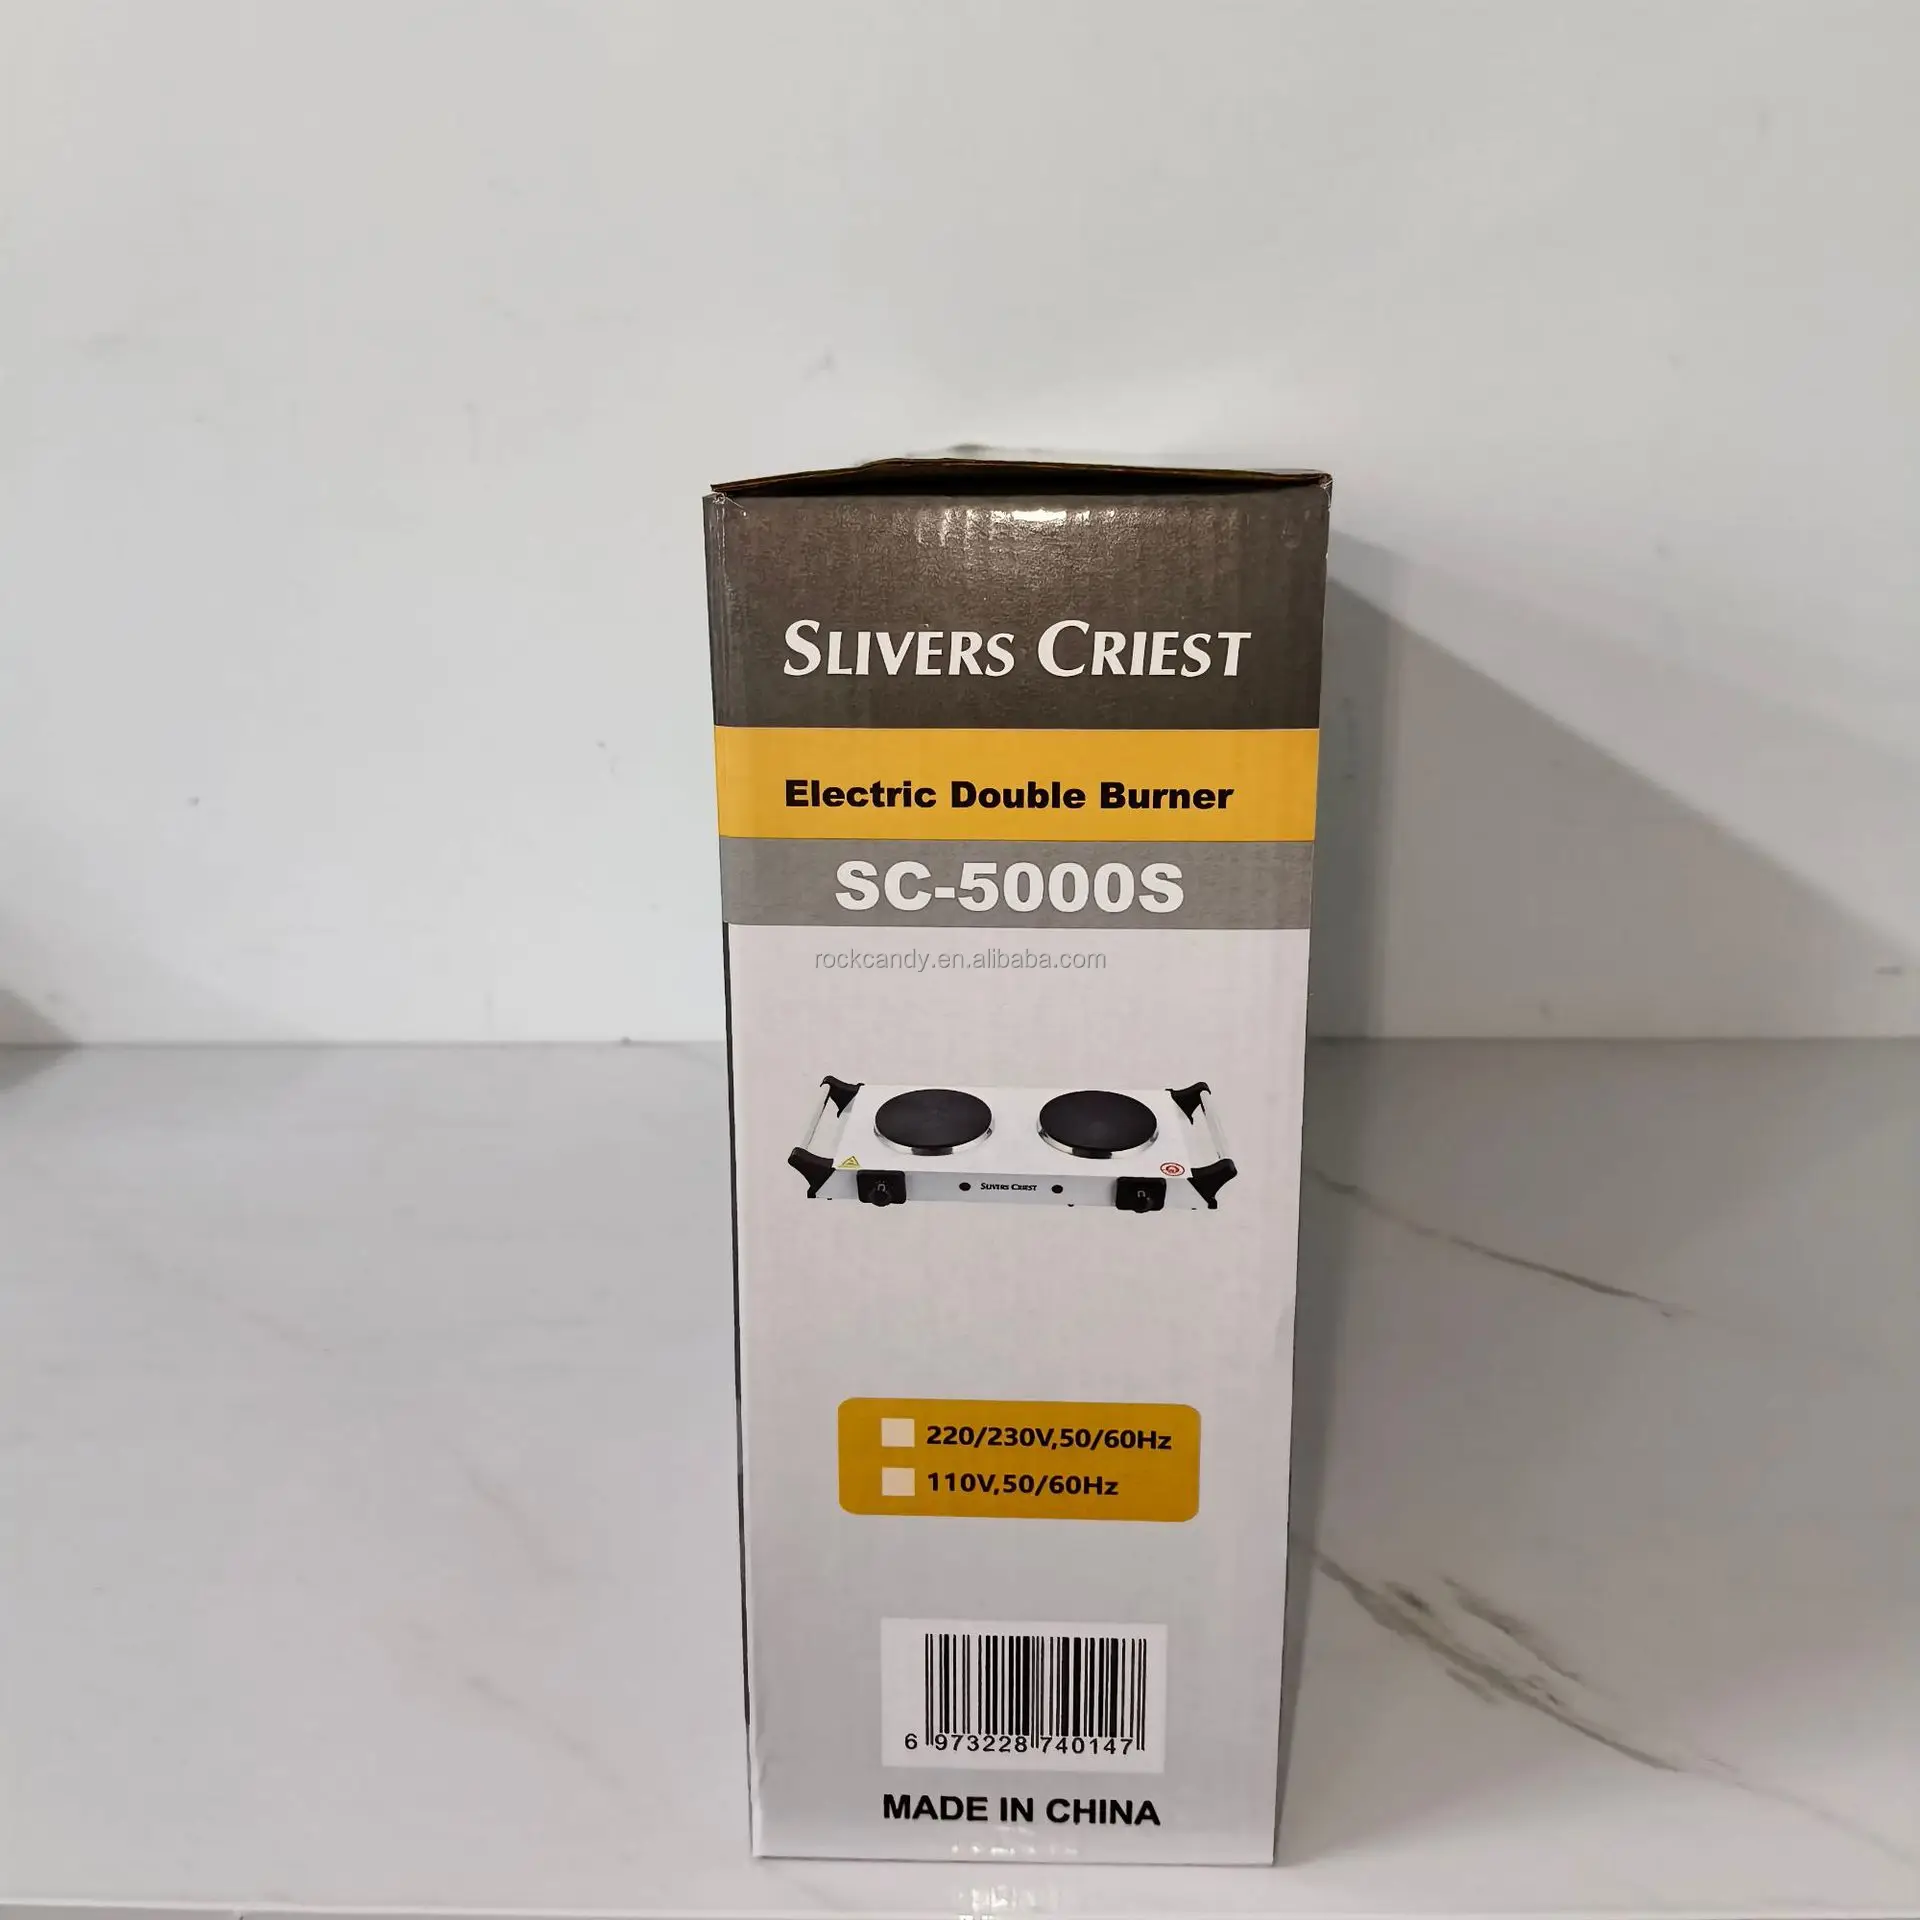 SLIVERS CRIEST
Electric Double Burner
SC-5000S
rockcandy.en.alibaba.com
SLIVERS CRIEST
220/230V,50/60Hz
110V,50/60Hz
6 973228 740147
MADE IN CHINA